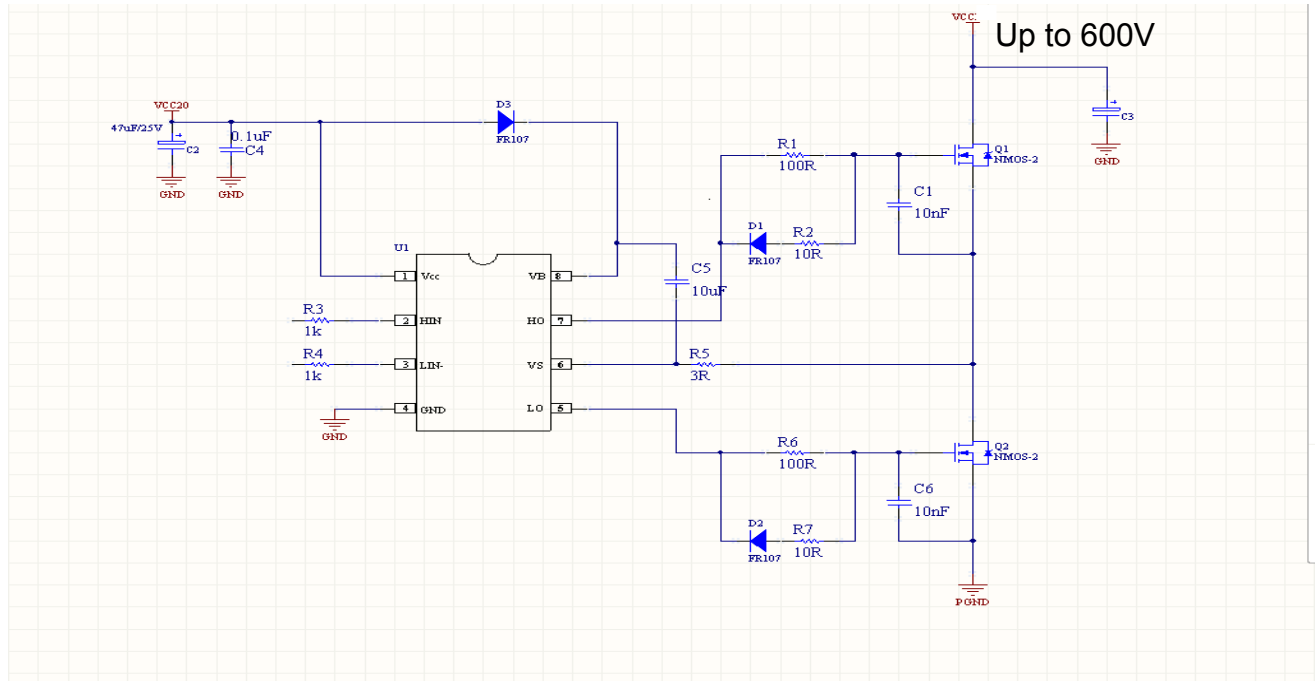 VCC:
Up to 600V
VCC20
47uF/25V
C2
0.1uF
C4
GND
GND
D3
FR107
C3
GND
R1
100R
Q1
NMOS-2
C1
10nF
D1
FR107
R2
10R
U1
1
Vcc
VB
8
C5
10uF
R3
1k
2
HIN
HO
7
R4
1k
3
LIN-
VS
6
R5
3R
4
GND
LO
5
GND
R6
100R
Q2
NMOS-2
C6
10nF
D2
FR107
R7
10R
PGND